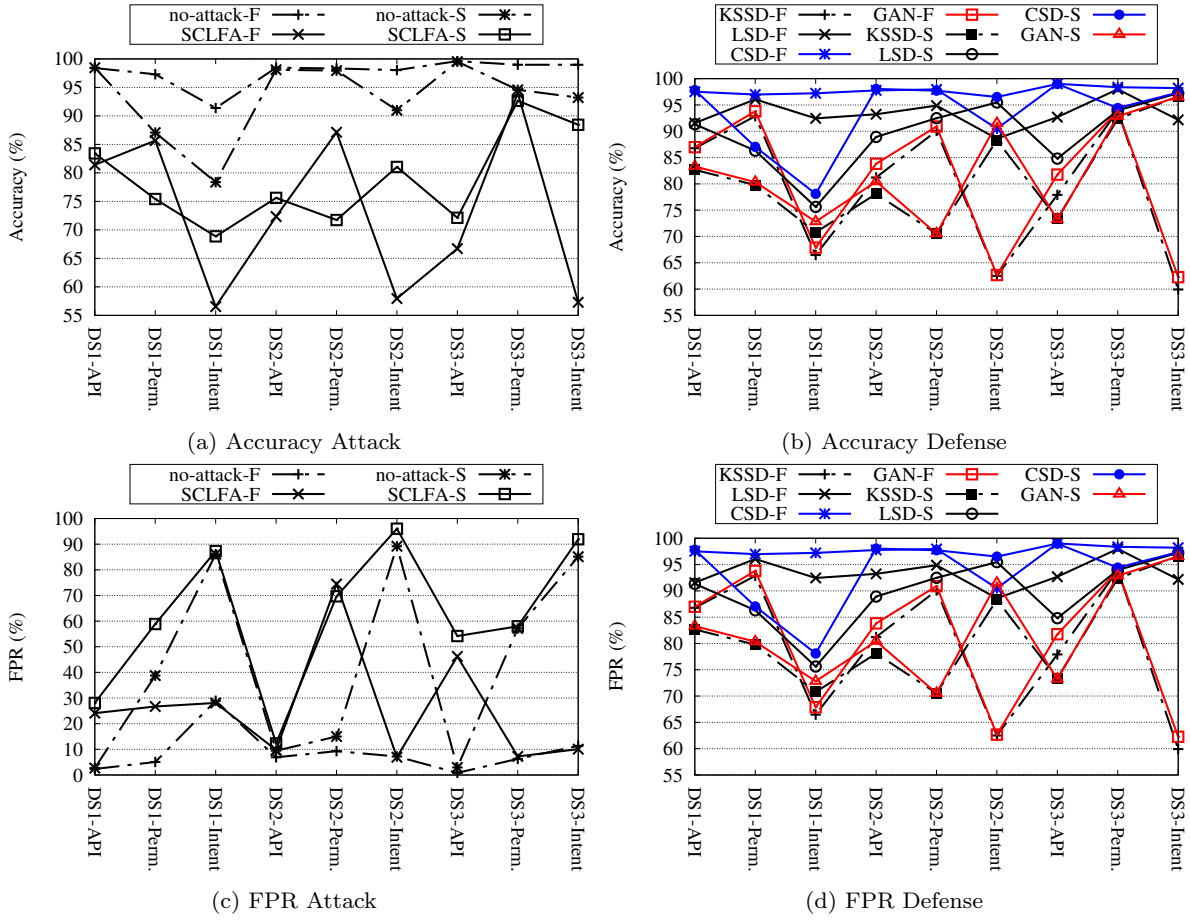 no-attack-F no-attack-S
SCLFA-F SCLFA-S
100
95
90
85
80
75
70
65
60
55
Accuracy (%)
DS1-API
DS1-Perm.
DS1-Intent
DS2-API
DS2-Perm.
DS2-Intent
DS3-API
DS3-Perm.
DS3-Intent
(a) Accuracy Attack
KSSD-F GAN-F CSD-S
LSD-F KSSD-S GAN-S
CSD-F LSD-S
100
95
90
85
80
75
70
65
60
55
Accuracy (%)
DS1-API
DS1-Perm.
DS1-Intent
DS2-API
DS2-Perm.
DS2-Intent
DS3-API
DS3-Perm.
DS3-Intent
(b) Accuracy Defense
no-attack-F no-attack-S
SCLFA-F SCLFA-S
100
90
80
70
60
50
40
30
20
10
0
FPR (%)
DS1-API
DS1-Perm.
DS1-Intent
DS2-API
DS2-Perm.
DS2-Intent
DS3-API
DS3-Perm.
DS3-Intent
(c) FPR Attack
KSSD-F GAN-F CSD-S
LSD-F KSSD-S GAN-S
CSD-F LSD-S
100
95
90
85
80
75
70
65
60
55
FPR (%)
DS1-API
DS1-Perm.
DS1-Intent
DS2-API
DS2-Perm.
DS2-Intent
DS3-API
DS3-Perm.
DS3-Intent
(d) FPR Defense